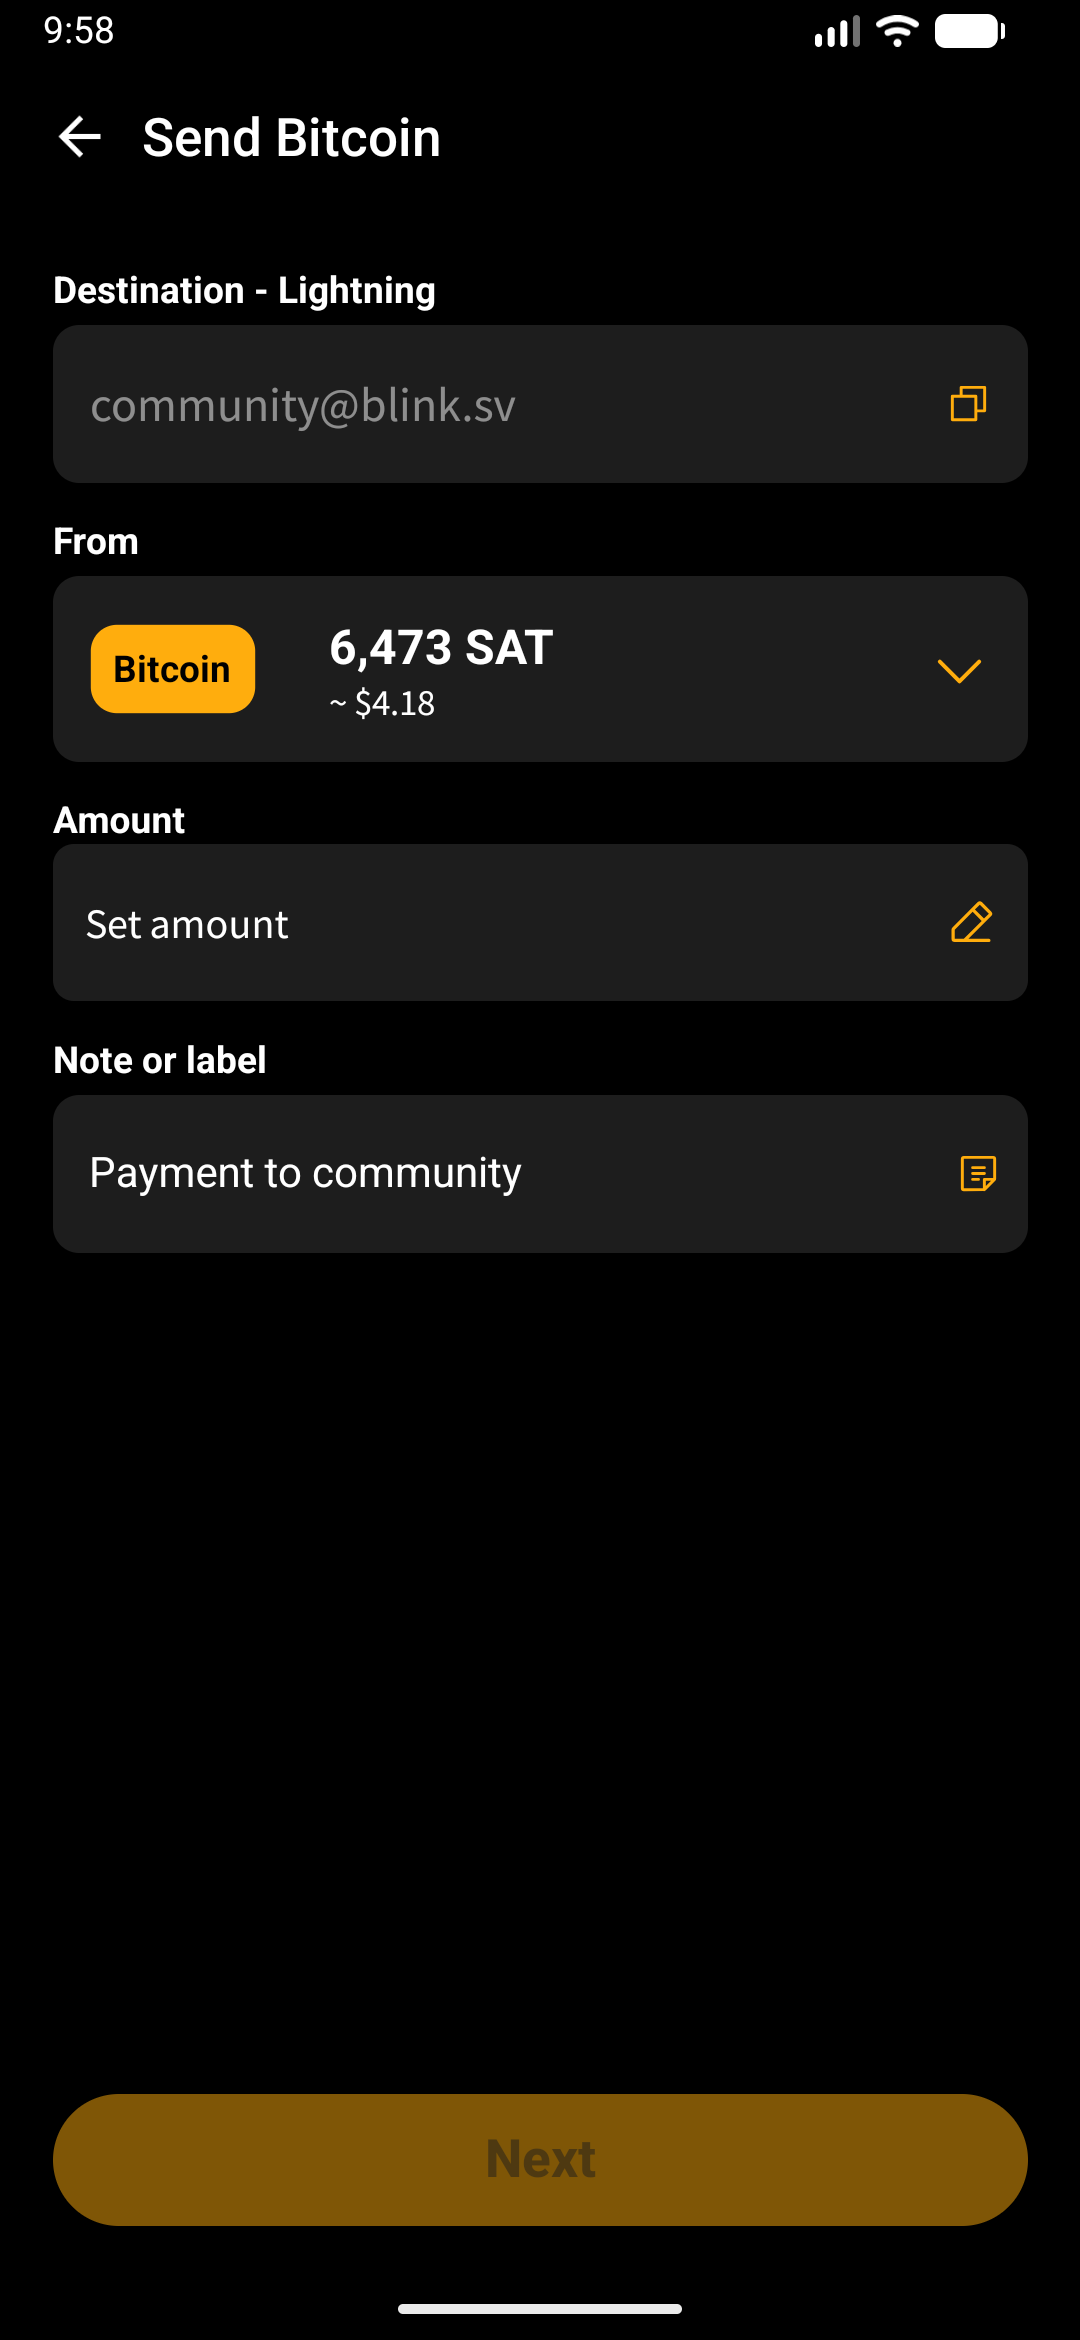 9:58
Send Bitcoin
Destination - Lightning
community@blink.sv
From
Bitcoin
6,473 SAT
~ $4.18
Amount
Set amount
Note or label
Payment to community
Next